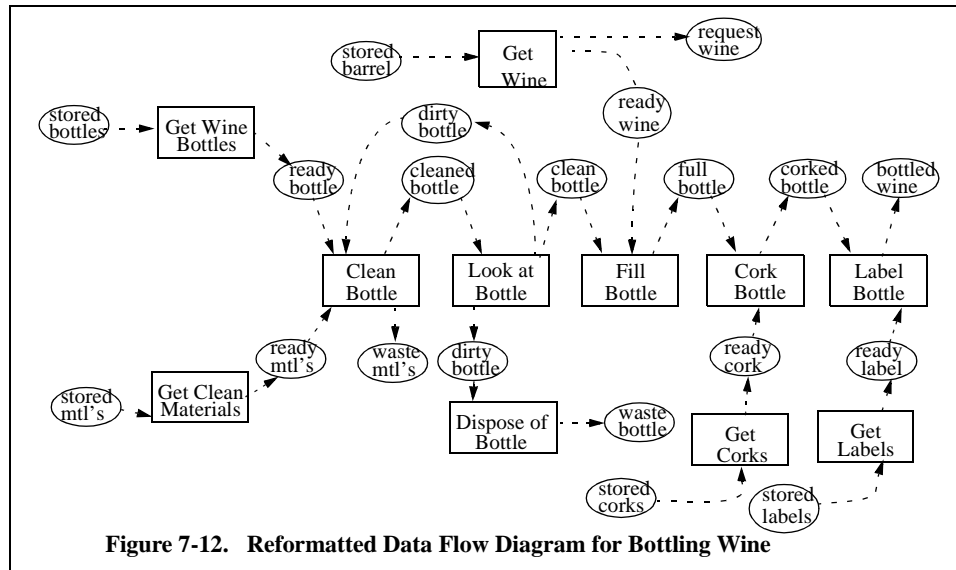 request
wine
stored
barrel
Get
Wine
stored
bottles
Get Wine
Bottles
dirty
bottle
ready
wine
ready
bottle
cleaned
bottle
clean
bottle
full
bottle
corked
bottle
bottled
wine
Clean
Bottle
Look at
Bottle
Fill
Bottle
Cork
Bottle
Label
Bottle
ready
mtl's
waste
mtl's
dirty
bottle
ready
cork
ready
label
stored
mtl's
Get Clean
Materials
Dispose of
Bottle
waste
bottle
Get
Corks
Get
Labels
stored
corks
stored
labels
Figure 7-12. Reformatted Data Flow Diagram for Bottling Wine